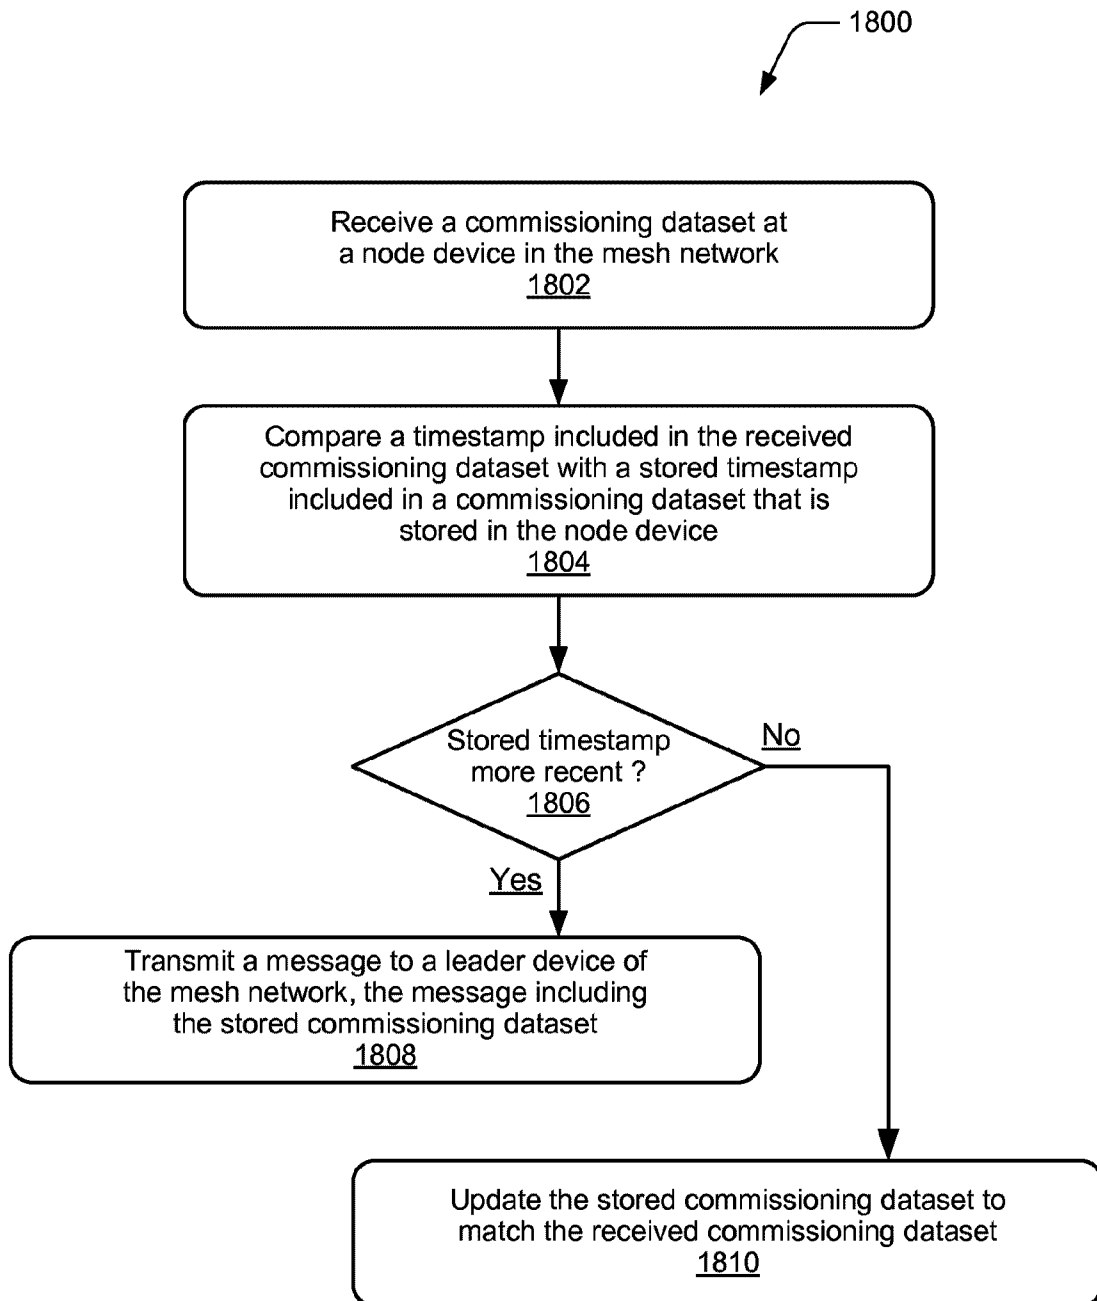 1800
Receive a commissioning dataset at
a node device in the mesh network
1802
Compare a timestamp included in the received
commissioning dataset with a stored timestamp
included in a commissioning dataset that is
stored in the node device
1804
Stored timestamp
more recent ?
1806
No
Yes
Transmit a message to a leader device of
the mesh network, the message including
the stored commissioning dataset
1808
Update the stored commissioning dataset to
match the received commissioning dataset
1810